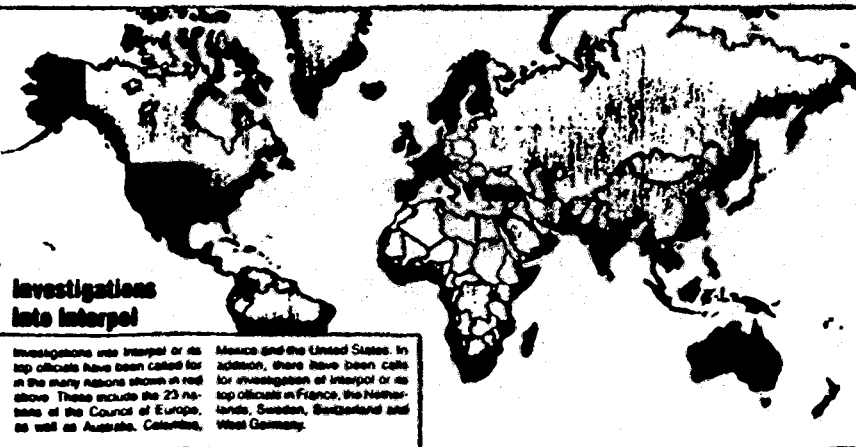 Investigations
Into Interpol
Investigations into Interpol or its
top officials have been called for
in the many nations shown in red
above. These include the 23 na-
tions of the Council of Europe,
as well as Australia, Colombia,
Mexico and the United States. In
addition, there have been calls
for investigation of Interpol or its
top officials in France, the Nether-
lands, Sweden, Switzerland and
West Germany.